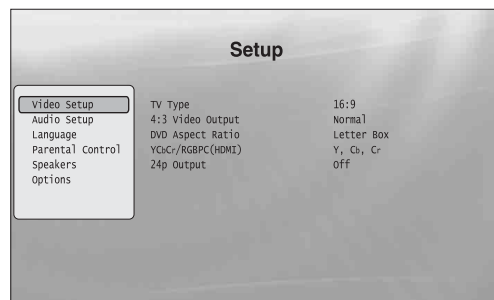 Setup
Video Setup
Audio Setup
Language
Parental Control
Speakers
Options
TV Type 16:9
4:3 Video Output Normal
DVD Aspect Ratio Letter Box
YCbCr/RGBPC(HDMI) Y, Cb, Cr
24p Output Off